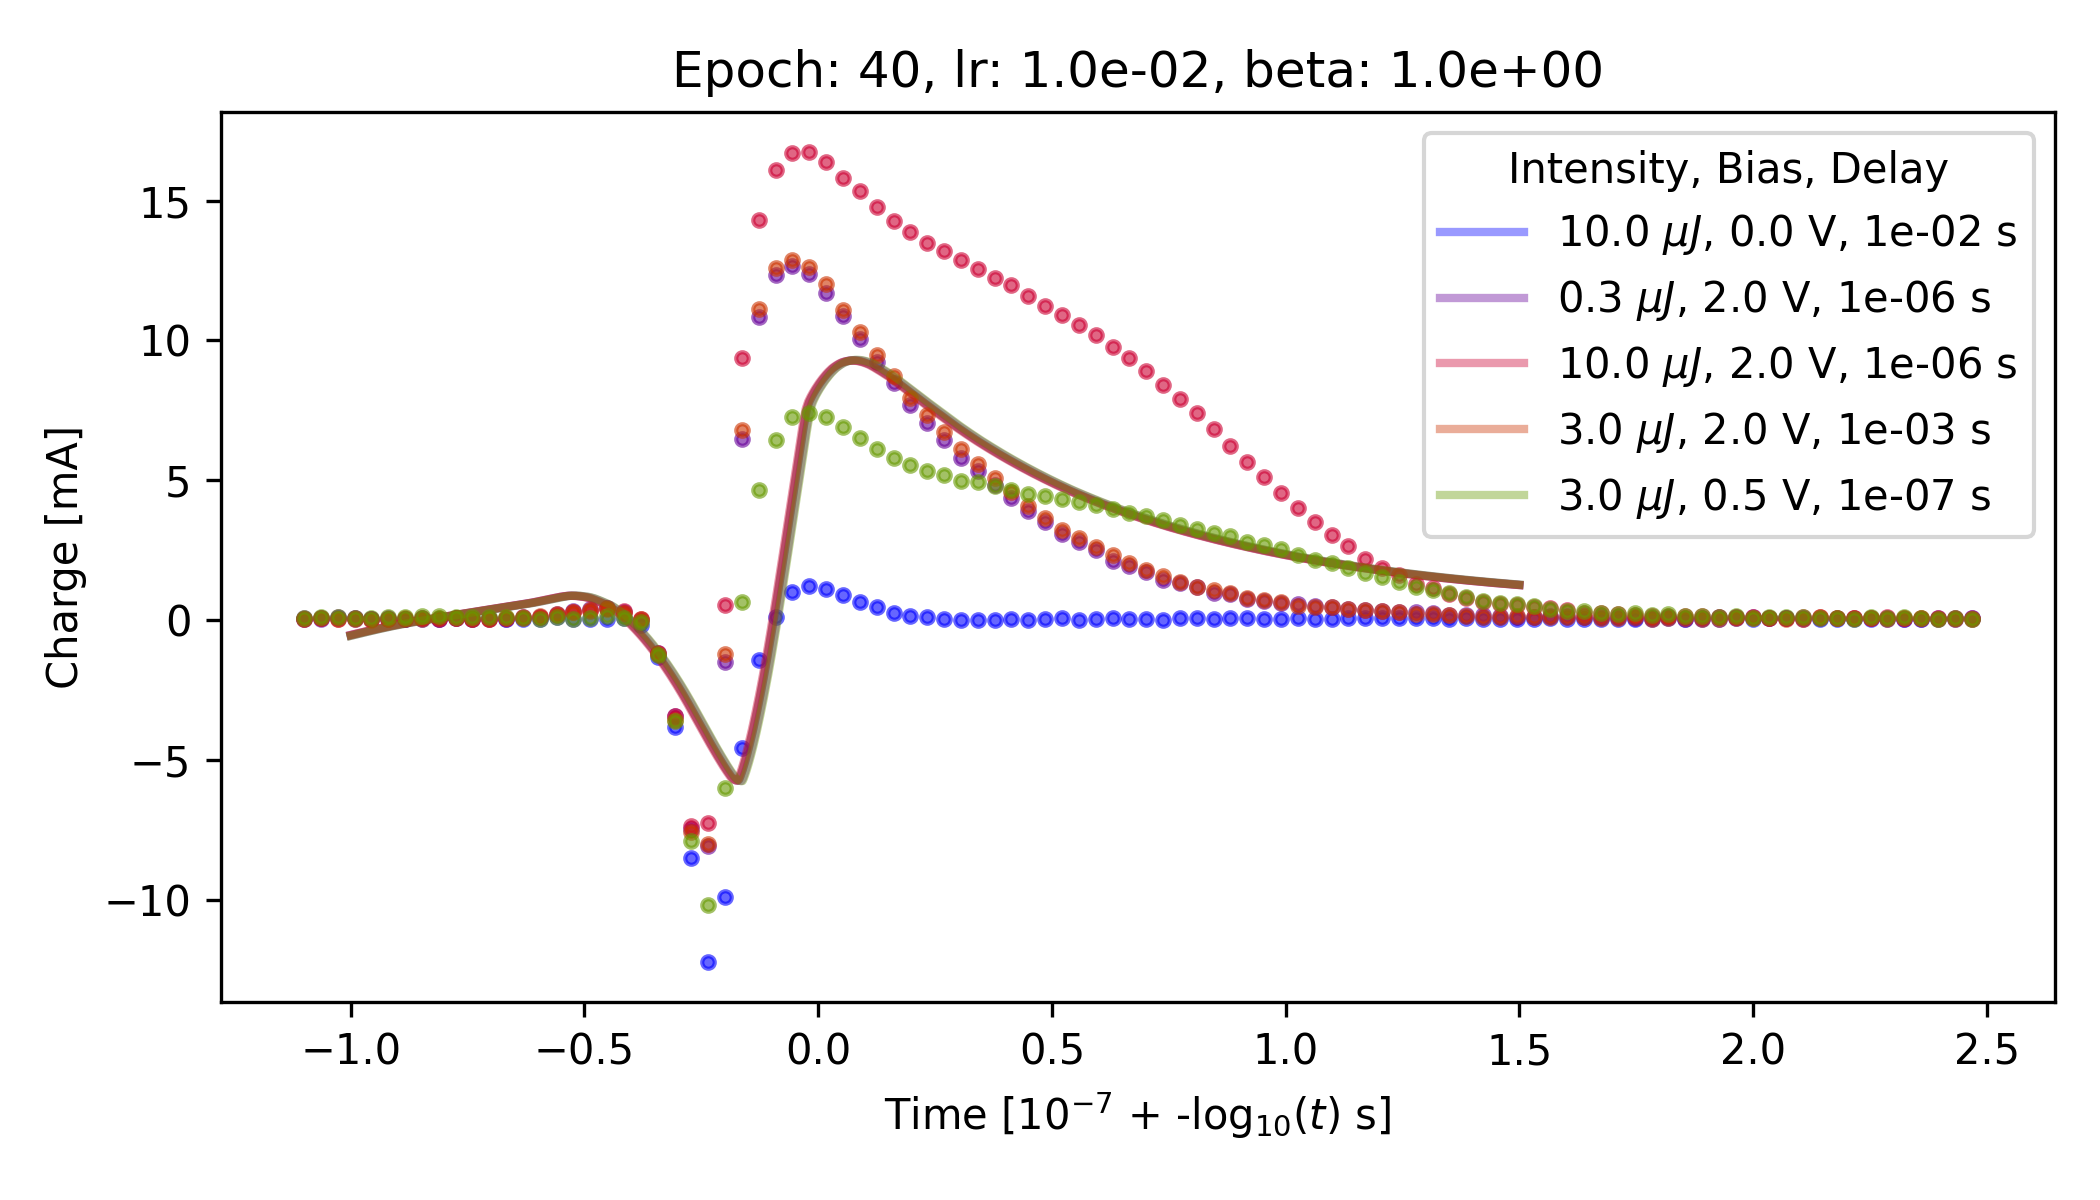 Epoch: 40, lr: 1.0e-02, beta: 1.0e+00
Charge [mA]
15
10
5
0
−5
−10
Intensity, Bias, Delay
10.0 μJ, 0.0 V, 1e-02 s
0.3 μJ, 2.0 V, 1e-06 s
10.0 μJ, 2.0 V, 1e-06 s
3.0 μJ, 2.0 V, 1e-03 s
3.0 μJ, 0.5 V, 1e-07 s
−1.0 −0.5 0.0 0.5 1.0 1.5 2.0 2.5
Time [10⁻⁷ + -log₁₀(t) s]